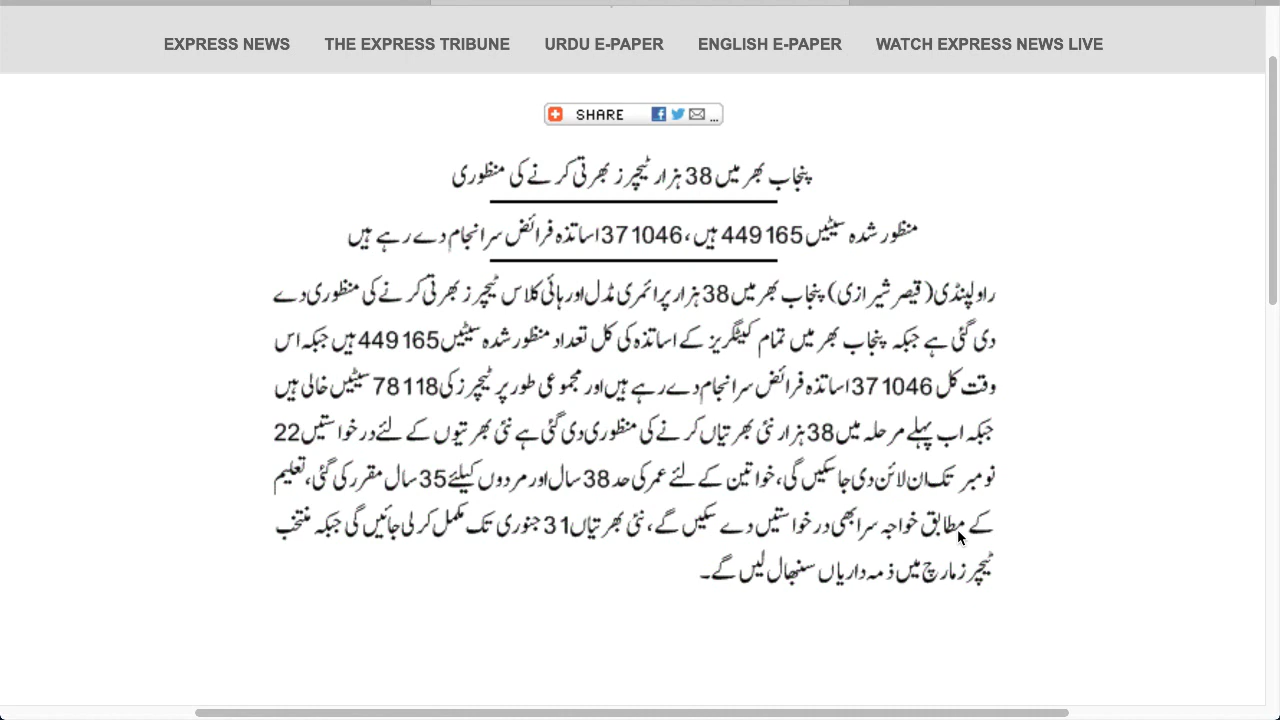 EXPRESS NEWS THE EXPRESS TRIBUNE URDU E-PAPER ENGLISH E-PAPER WATCH EXPRESS NEWS LIVE
SHARE ...
پنجاب بھر میں 38 ہزار ٹیچرز بھرتی کرنے کی منظوری
منظور شدہ سیٹیں 449165 ہیں، 371046 اساتذہ فرائض سرانجام دے رہے ہیں
راولپنڈی (قیصر شیرازی) پنجاب بھر میں 38 ہزار پرائمری مڈل اور ہائی کلاس ٹیچرز بھرتی کرنے کی منظوری دے
دی گئی ہے جبکہ پنجاب بھر میں تمام کیٹگریز کے اساتذہ کی کل تعداد منظور شدہ سیٹیں 449165 ہیں جبکہ اس
وقت کل 371046 اساتذہ فرائض سرانجام دے رہے ہیں اور مجموعی طور پر ٹیچرز کی 78118 سیٹیں خالی ہیں
جبکہ اب پہلے مرحلہ میں 38 ہزار نئی بھرتیاں کرنے کی منظوری دی گئی ہے نئی بھرتیوں کے لئے درخواستیں 22
نومبر تک ان لائن دی جاسکیں گی، خواتین کے لئے عمر کی حد 38 سال اور مردوں کیلئے 35 سال مقرر کی گئی، تعلیم
کے مطابق خواجہ سرا بھی درخواستیں دے سکیں گے، نئی بھرتیاں 31 جنوری تک مکمل کر لی جائیں گی جبکہ منتخب
ٹیچرز مارچ میں ذمہ داریاں سنبھال لیں گے۔